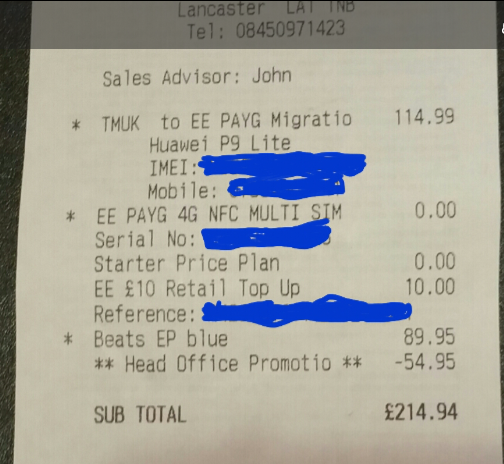 Lancaster LA1 1NB
Tel: 08450971423
Sales Advisor: John
* TMUK to EE PAYG Migratio 114.99
Huawei P9 Lite
IMEI:
Mobile:
* EE PAYG 4G NFC MULTI SIM 0.00
Serial No:
Starter Price Plan 0.00
EE £10 Retail Top Up 10.00
Reference:
* Beats EP blue 89.95
** Head Office Promotio ** -54.95
SUB TOTAL £214.94